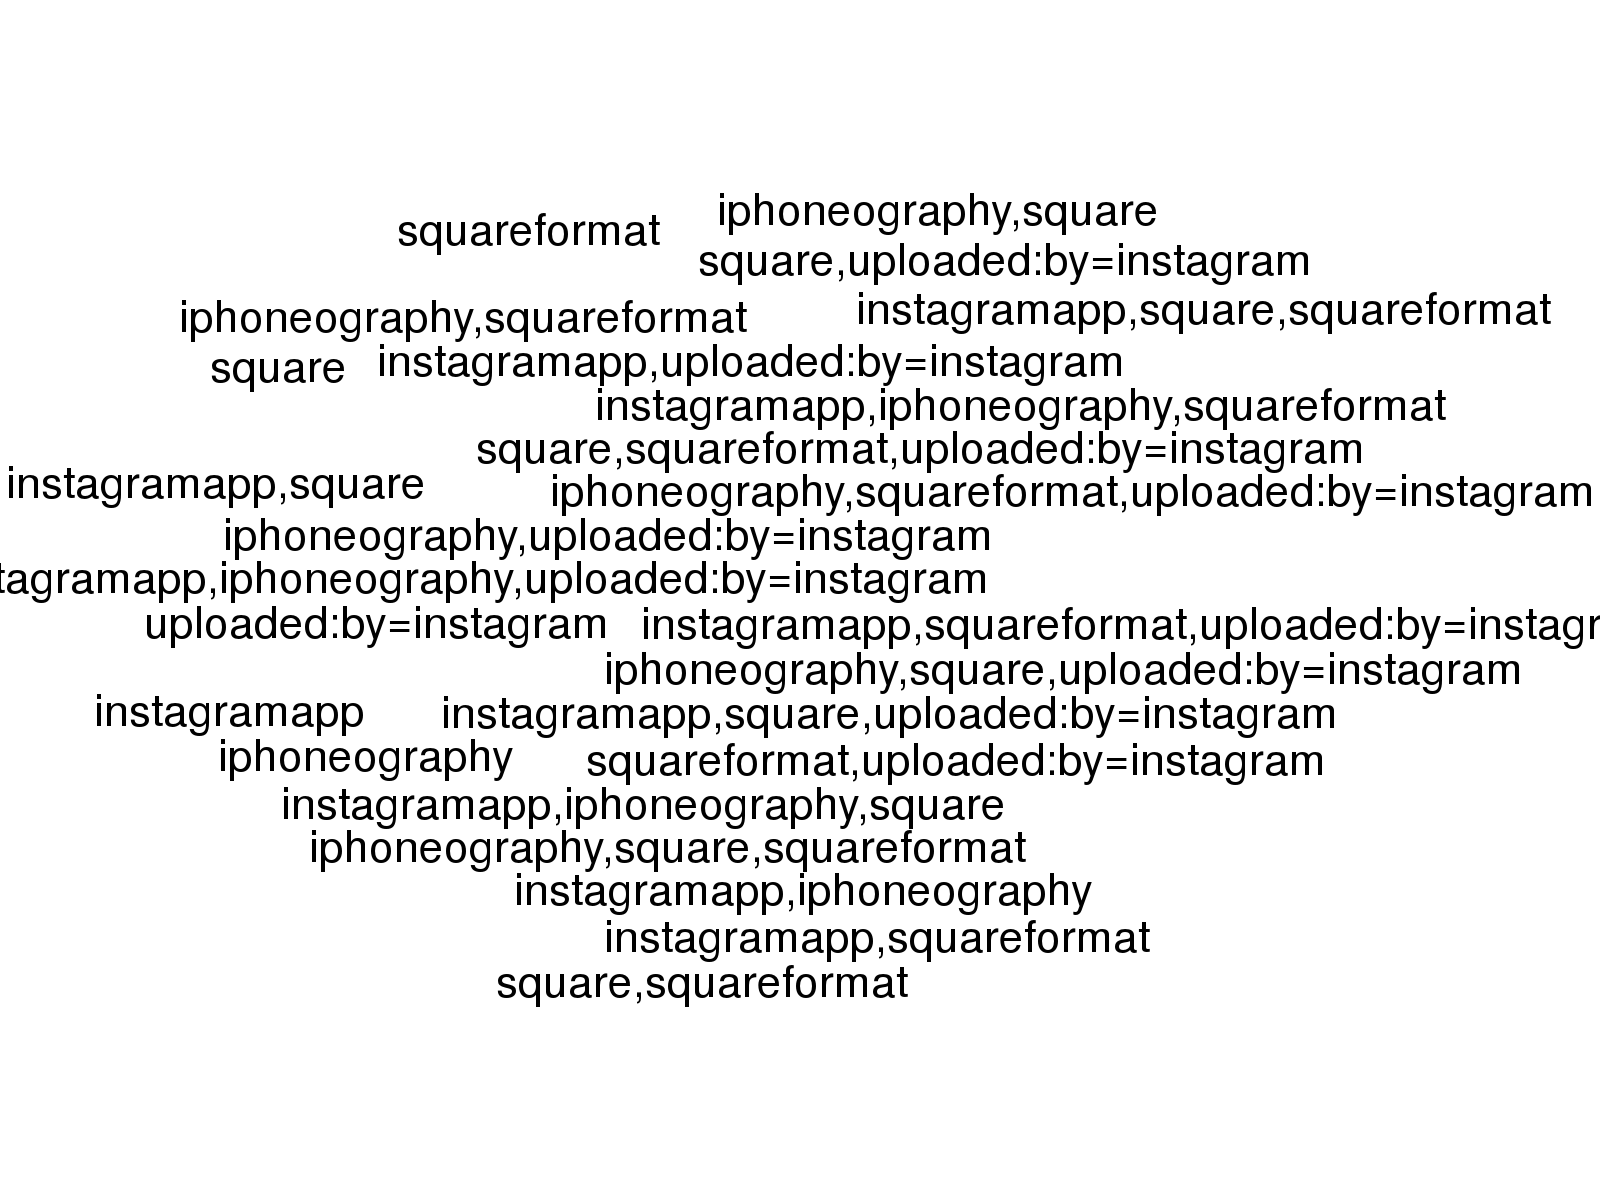 iphoneography,square
squareformat
square,uploaded:by=instagram
instagramapp,square,squareformat
iphoneography,squareformat
instagramapp,uploaded:by=instagram
square
instagramapp,iphoneography,squareformat
square,squareformat,uploaded:by=instagram
instagramapp,square
iphoneography,squareformat,uploaded:by=instagram
iphoneography,uploaded:by=instagram
tagramapp,iphoneography,uploaded:by=instagram
uploaded:by=instagram
instagramapp,squareformat,uploaded:by=instagr
iphoneography,square,uploaded:by=instagram
instagramapp
instagramapp,square,uploaded:by=instagram
iphoneography
squareformat,uploaded:by=instagram
instagramapp,iphoneography,square
iphoneography,square,squareformat
instagramapp,iphoneography
instagramapp,squareformat
square,squareformat